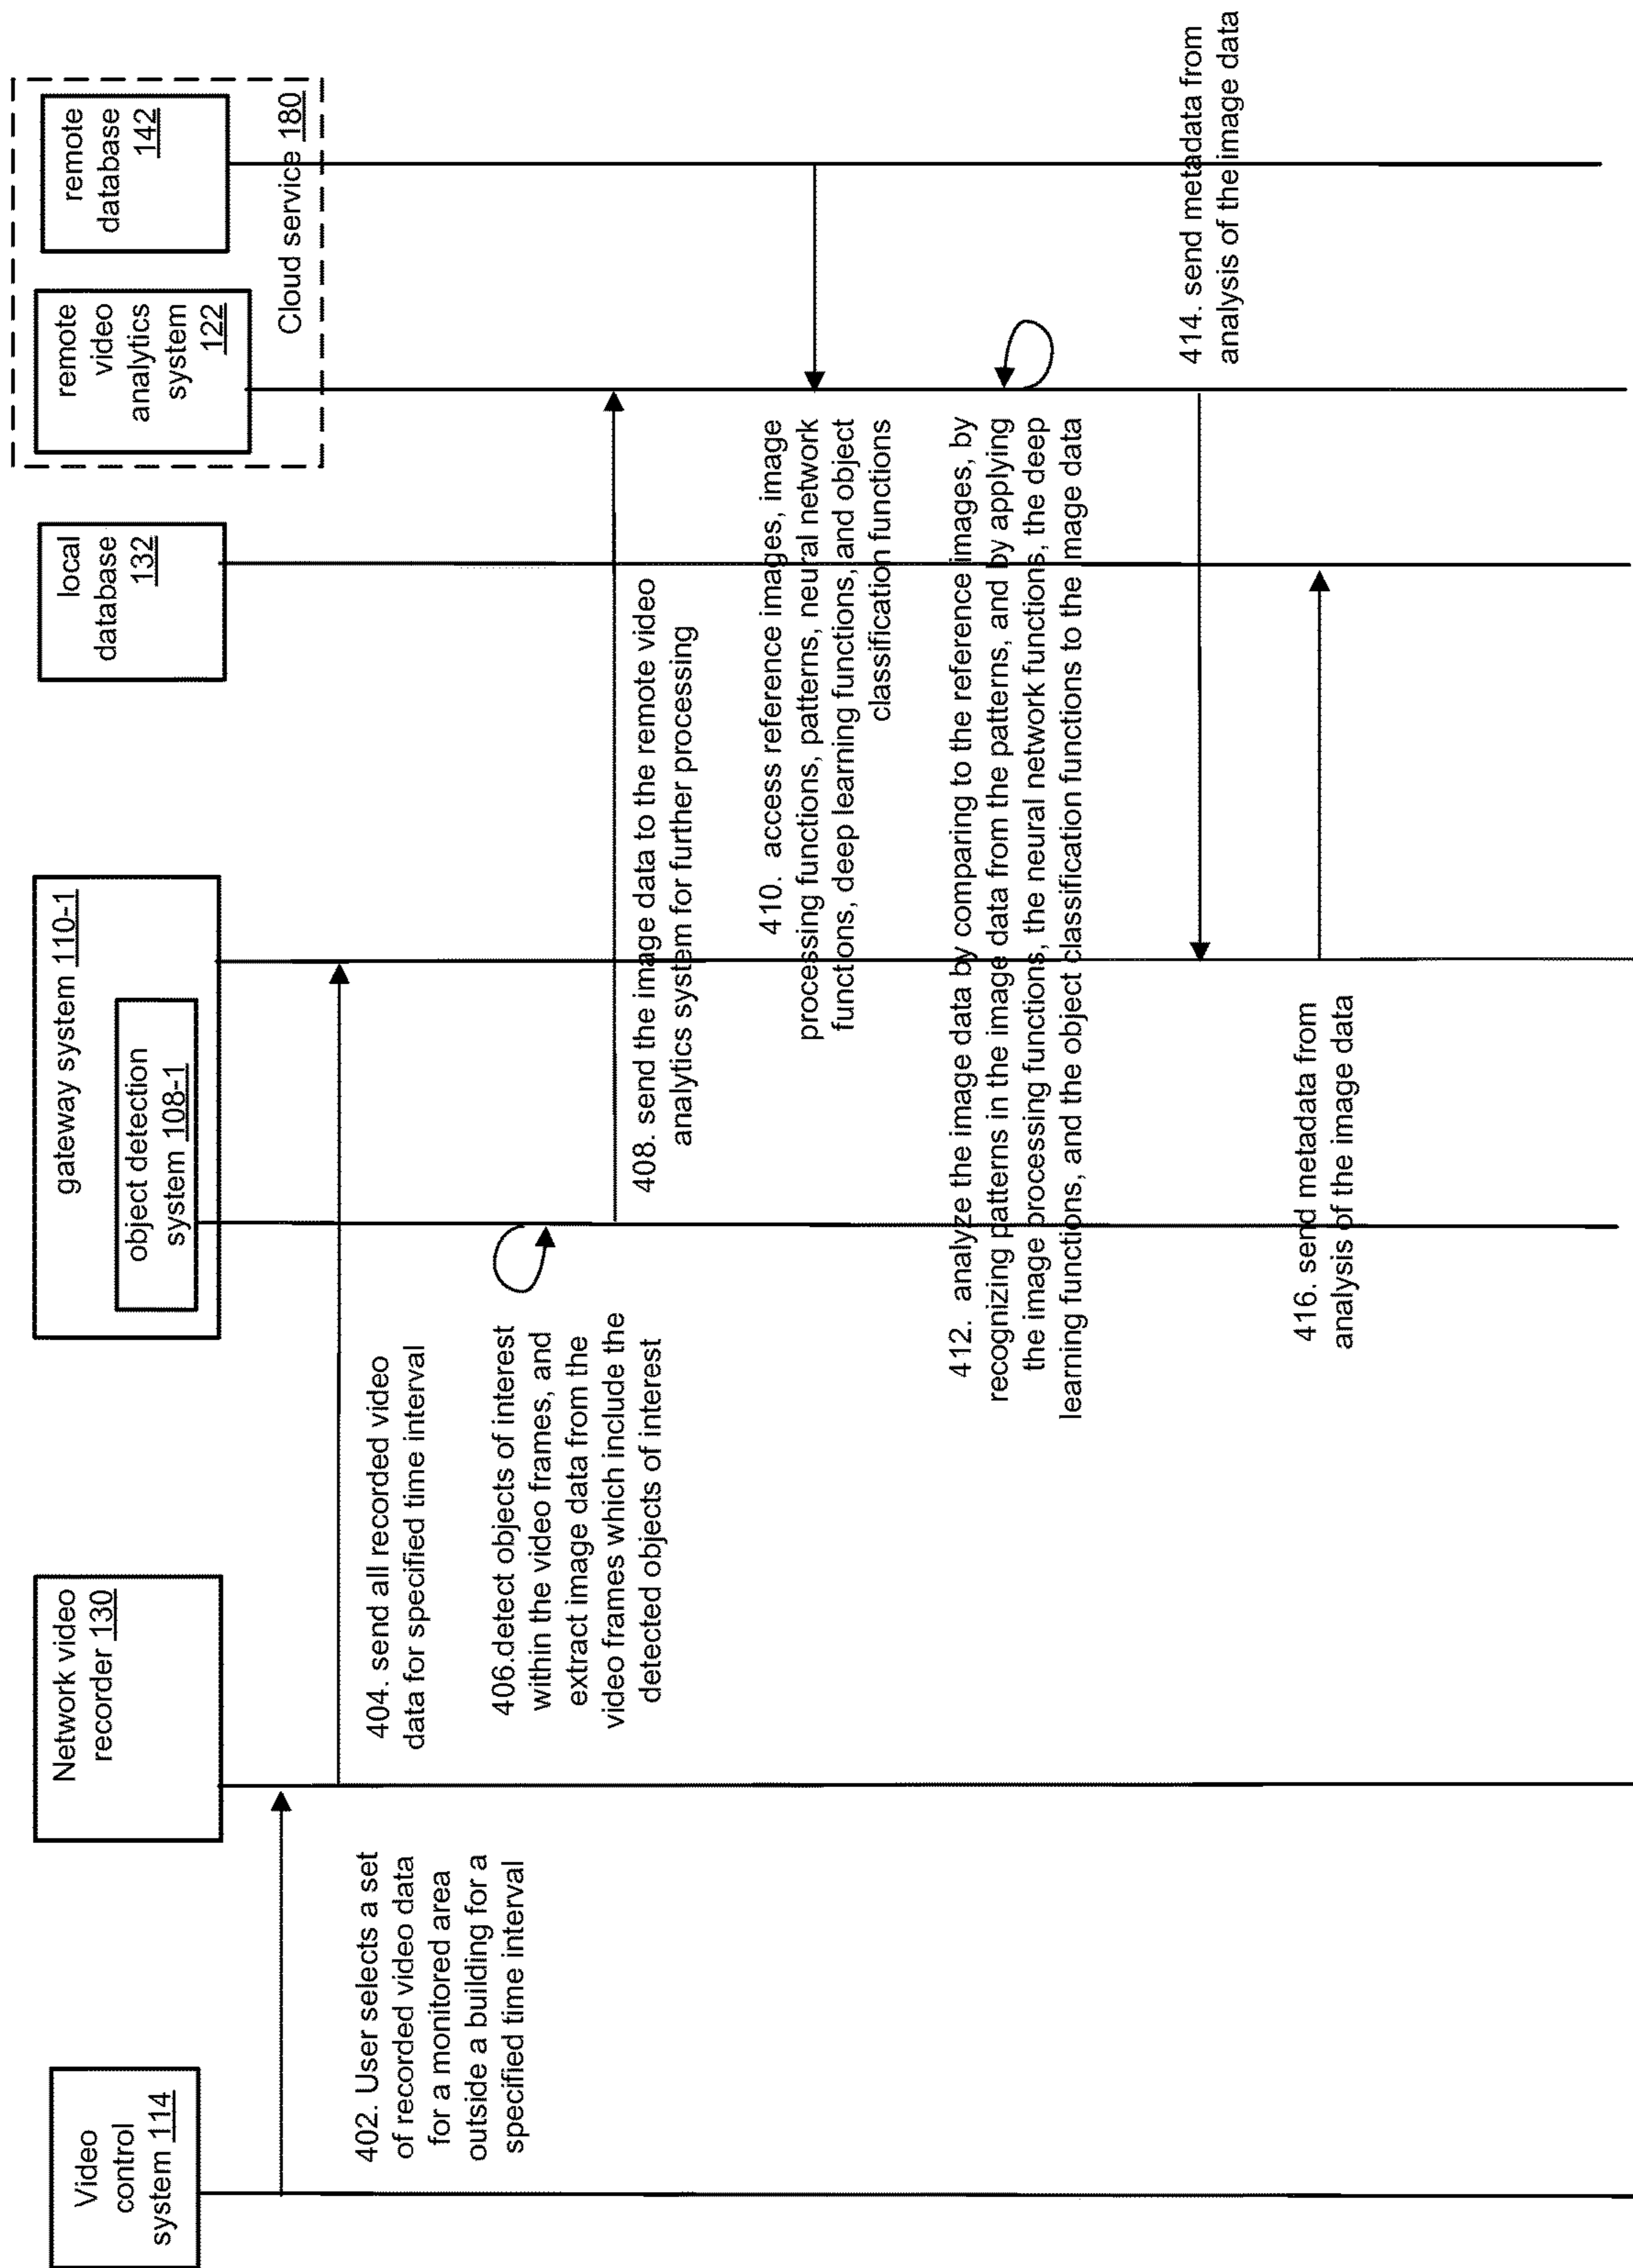 Video
control
system 114
Network video
recorder 130
gateway system 110-1
object detection
system 108-1
local
database
132
remote
video
analytics
system
122
remote
database
142
Cloud service 180
402. User selects a set
of recorded video data
for a monitored area
outside a building for a
specified time interval
404. send all recorded video
data for specified time interval
406.detect objects of interest
within the video frames, and
extract image data from the
video frames which include the
detected objects of interest
408. send the image data to the remote video
analytics system for further processing
410. access reference images, image
processing functions, patterns, neural network
functions, deep learning functions, and object
classification functions
412. analyze the image data by comparing to the reference images, by
recognizing patterns in the image data from the patterns, and by applying
the image processing functions, the neural network functions, the deep
learning functions, and the object classification functions to the image data
414. send metadata from
analysis of the image data
416. send metadata from
analysis of the image data